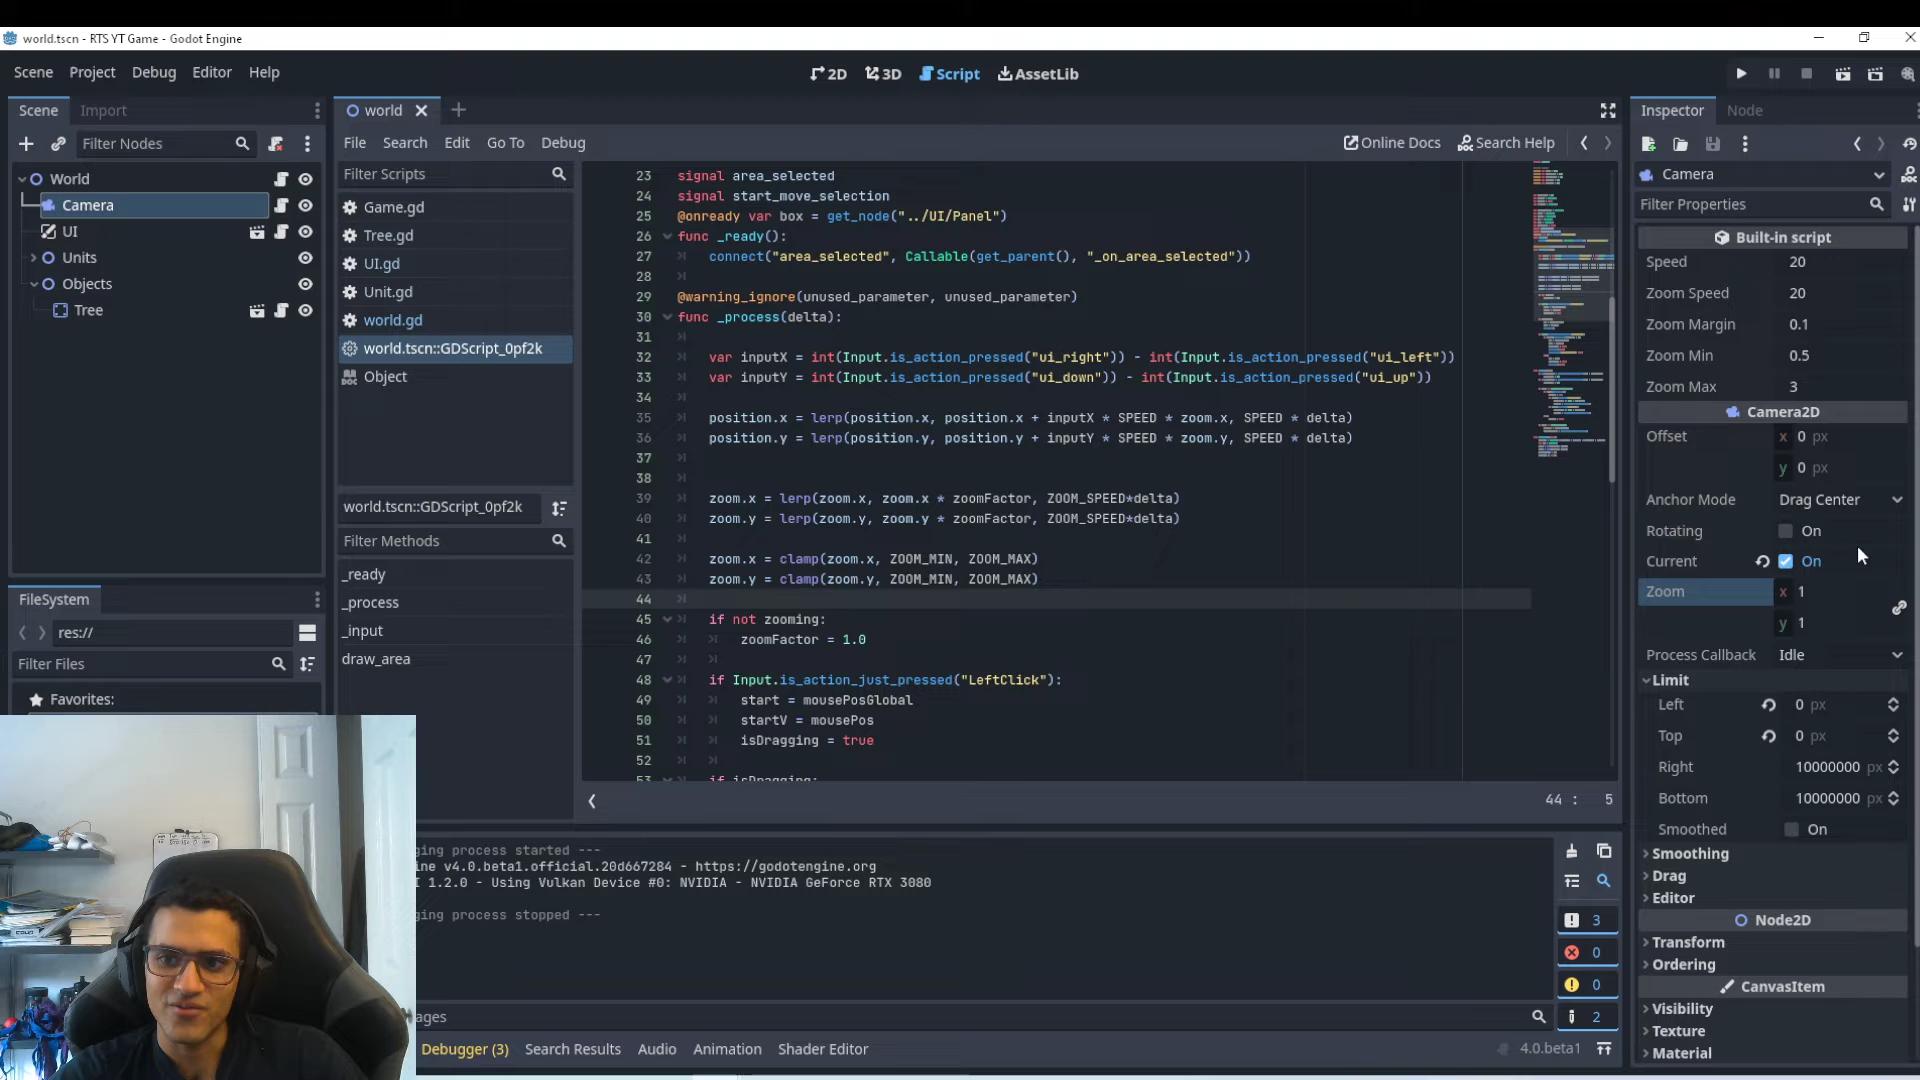 world.tscn - RTS YT Game - Godot Engine
Scene Project Debug Editor Help
2D 3D Script AssetLib
Scene Import
Filter Nodes
World
Camera
UI
Units
Objects
Tree
FileSystem
res://
Filter Files
Favorites:
world
File Search Edit Go To Debug
Online Docs Search Help
Filter Scripts
Game.gd
Tree.gd
UI.gd
Unit.gd
world.gd
world.tscn::GDScript_0pf2k
Object
world.tscn::GDScript_0pf2k
Filter Methods
_ready
_process
_input
draw_area
23 signal area_selected
24 signal start_move_selection
25 @onready var box = get_node("../UI/Panel")
26 func _ready():
27 connect("area_selected", Callable(get_parent(), "_on_area_selected"))
28
29 @warning_ignore(unused_parameter, unused_parameter)
30 func _process(delta):
31
32 var inputX = int(Input.is_action_pressed("ui_right")) - int(Input.is_action_pressed("ui_left"))
33 var inputY = int(Input.is_action_pressed("ui_down")) - int(Input.is_action_pressed("ui_up"))
34
35 position.x = lerp(position.x, position.x + inputX * SPEED * zoom.x, SPEED * delta)
36 position.y = lerp(position.y, position.y + inputY * SPEED * zoom.y, SPEED * delta)
37
38
39 zoom.x = lerp(zoom.x, zoom.x * zoomFactor, ZOOM_SPEED*delta)
40 zoom.y = lerp(zoom.y, zoom.y * zoomFactor, ZOOM_SPEED*delta)
41
42 zoom.x = clamp(zoom.x, ZOOM_MIN, ZOOM_MAX)
43 zoom.y = clamp(zoom.y, ZOOM_MIN, ZOOM_MAX)
44
45 if not zooming:
46 zoomFactor = 1.0
47
48 if Input.is_action_just_pressed("LeftClick"):
49 start = mousePosGlobal
50 startV = mousePos
51 isDragging = true
52
53 if isDragging:
44 : 5
ging process started ---
ine v4.0.beta1.official.20d667284 - https://godotengine.org
I 1.2.0 - Using Vulkan Device #0: NVIDIA - NVIDIA GeForce RTX 3080
ging process stopped ---
3
0
0
2
ages
Debugger (3) Search Results Audio Animation Shader Editor
4.0.beta1
Inspector Node
Camera
Filter Properties
Built-in script
Speed 20
Zoom Speed 20
Zoom Margin 0.1
Zoom Min 0.5
Zoom Max 3
Camera2D
Offset x 0 px
y 0 px
Anchor Mode Drag Center
Rotating On
Current On
Zoom x 1
y 1
Process Callback Idle
Limit
Left 0 px
Top 0 px
Right 10000000 px
Bottom 10000000 px
Smoothed On
Smoothing
Drag
Editor
Node2D
Transform
Ordering
CanvasItem
Visibility
Texture
Material